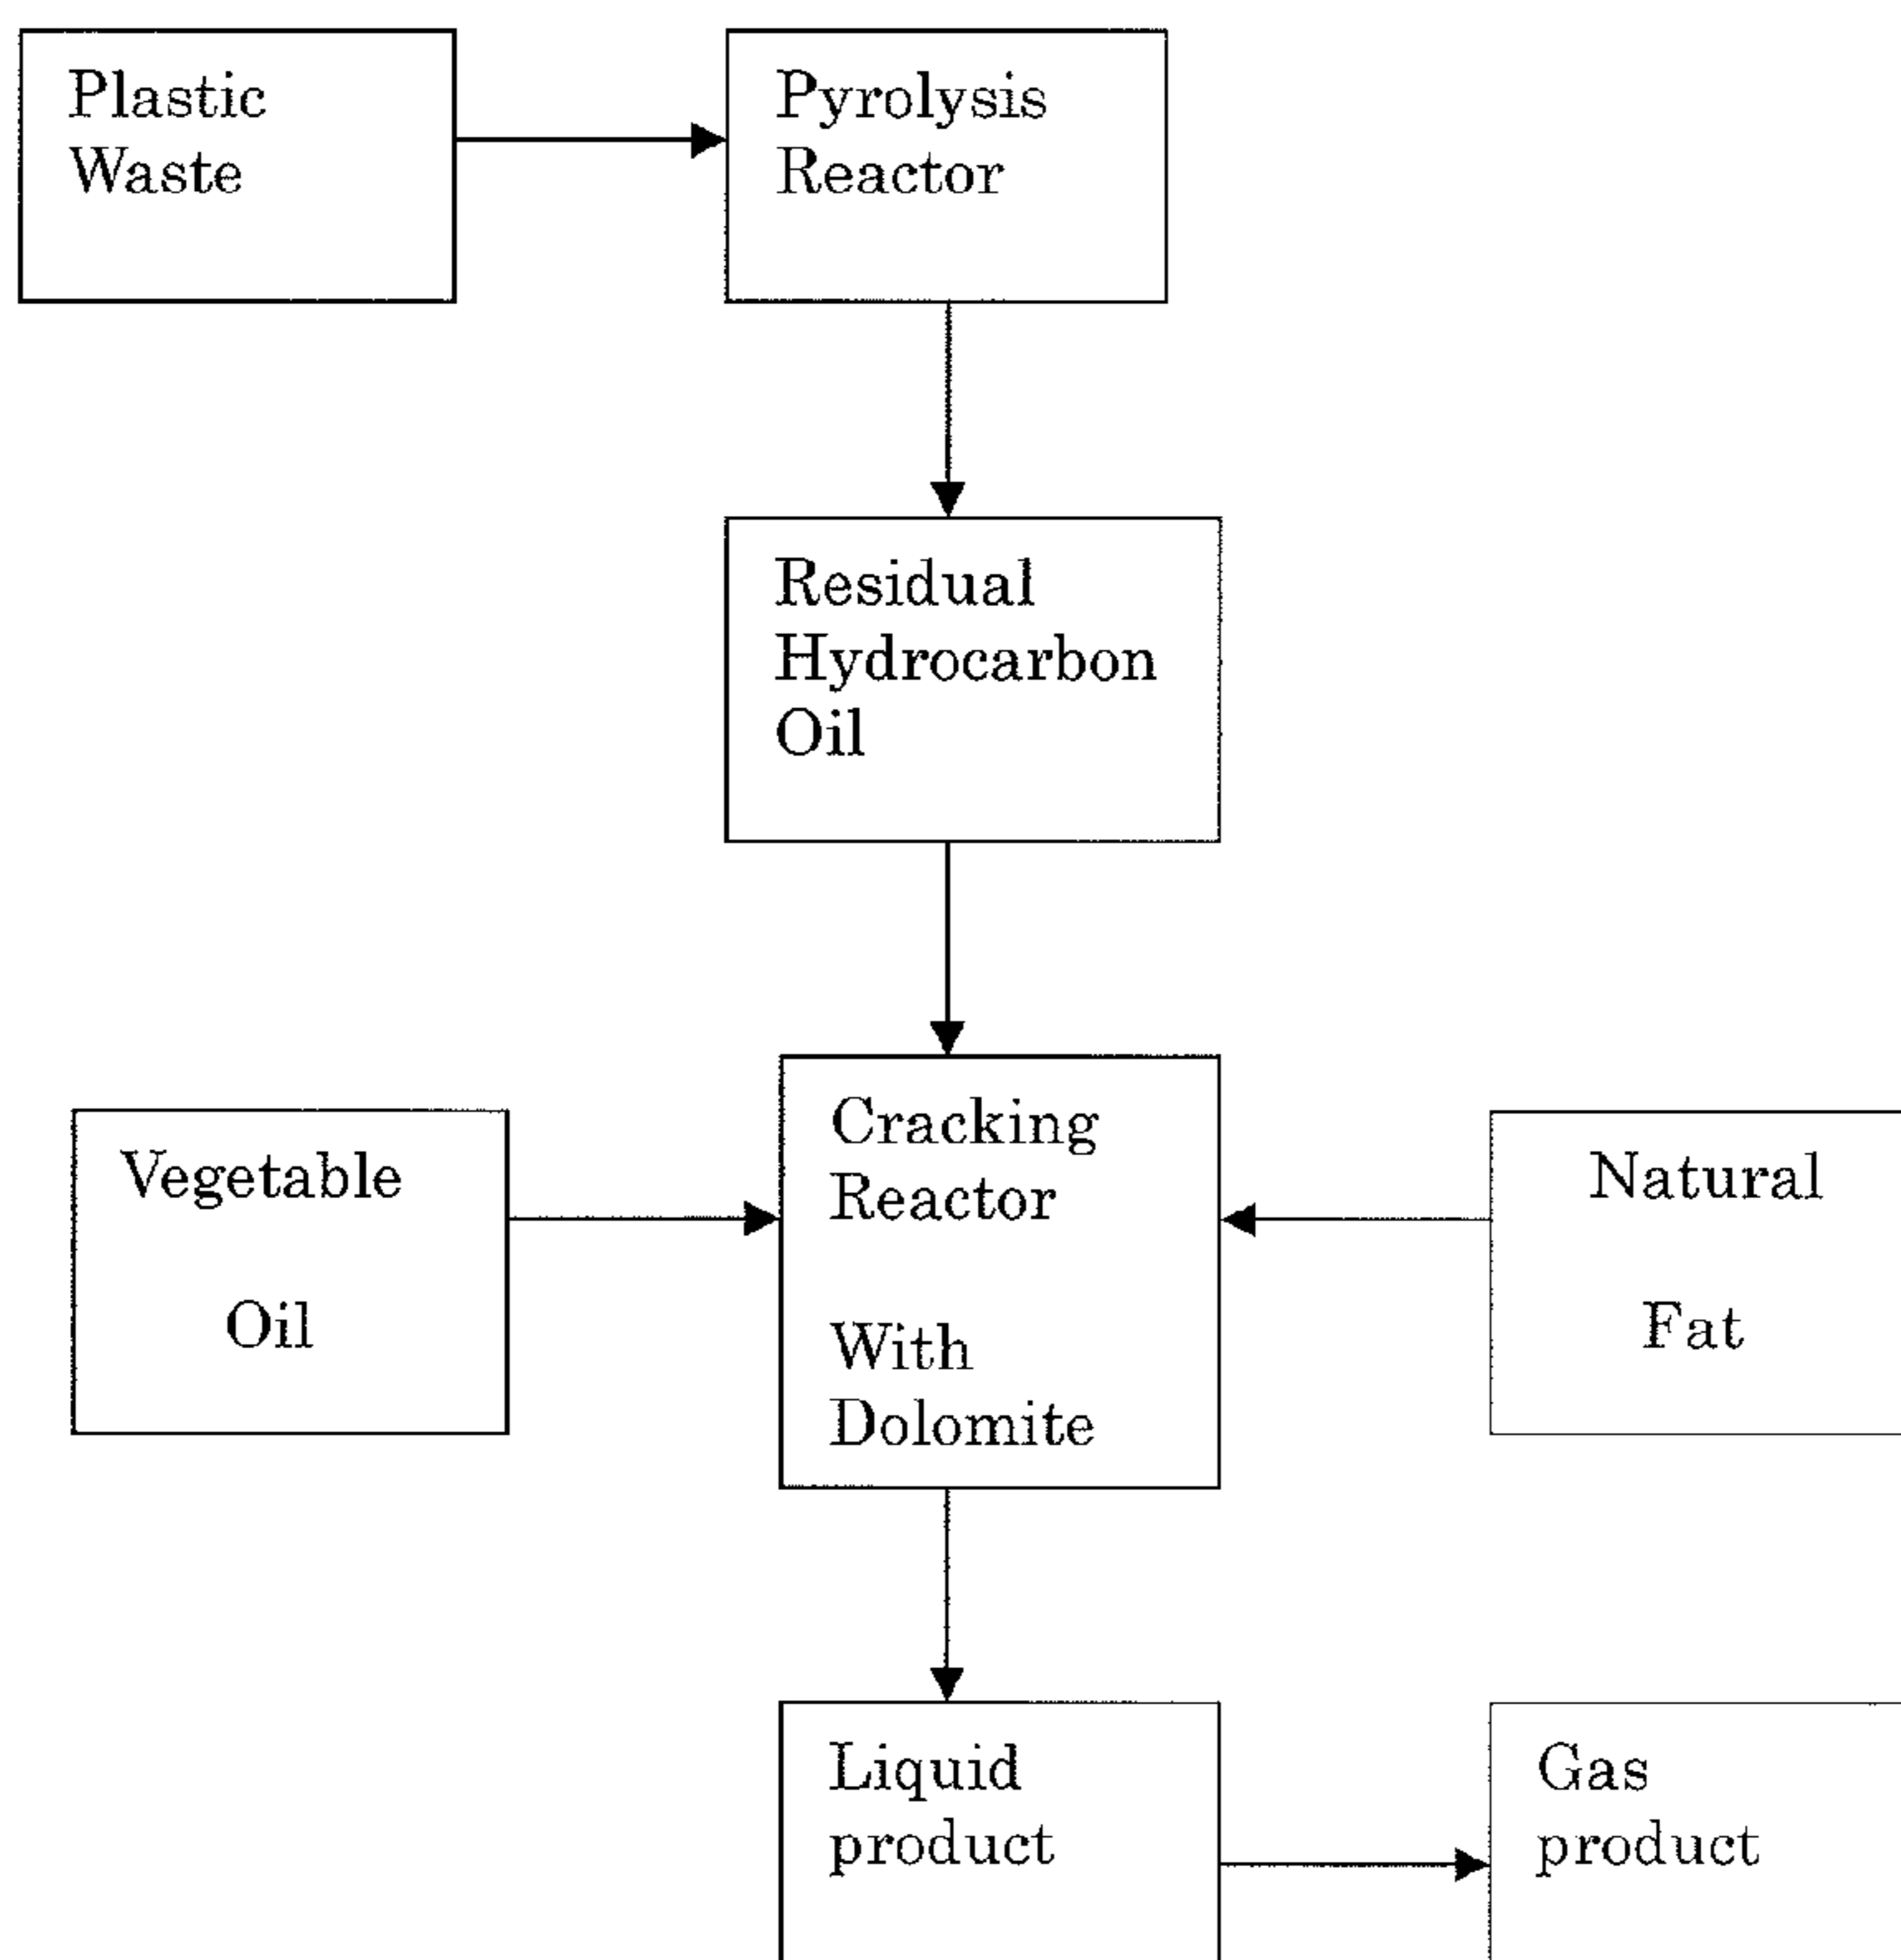 Plastic
Waste
Pyrolysis
Reactor
Residual
Hydrocarbon
Oil
Vegetable
Oil
Cracking
Reactor
With
Dolomite
Natural
Fat
Liquid
product
Gas
product